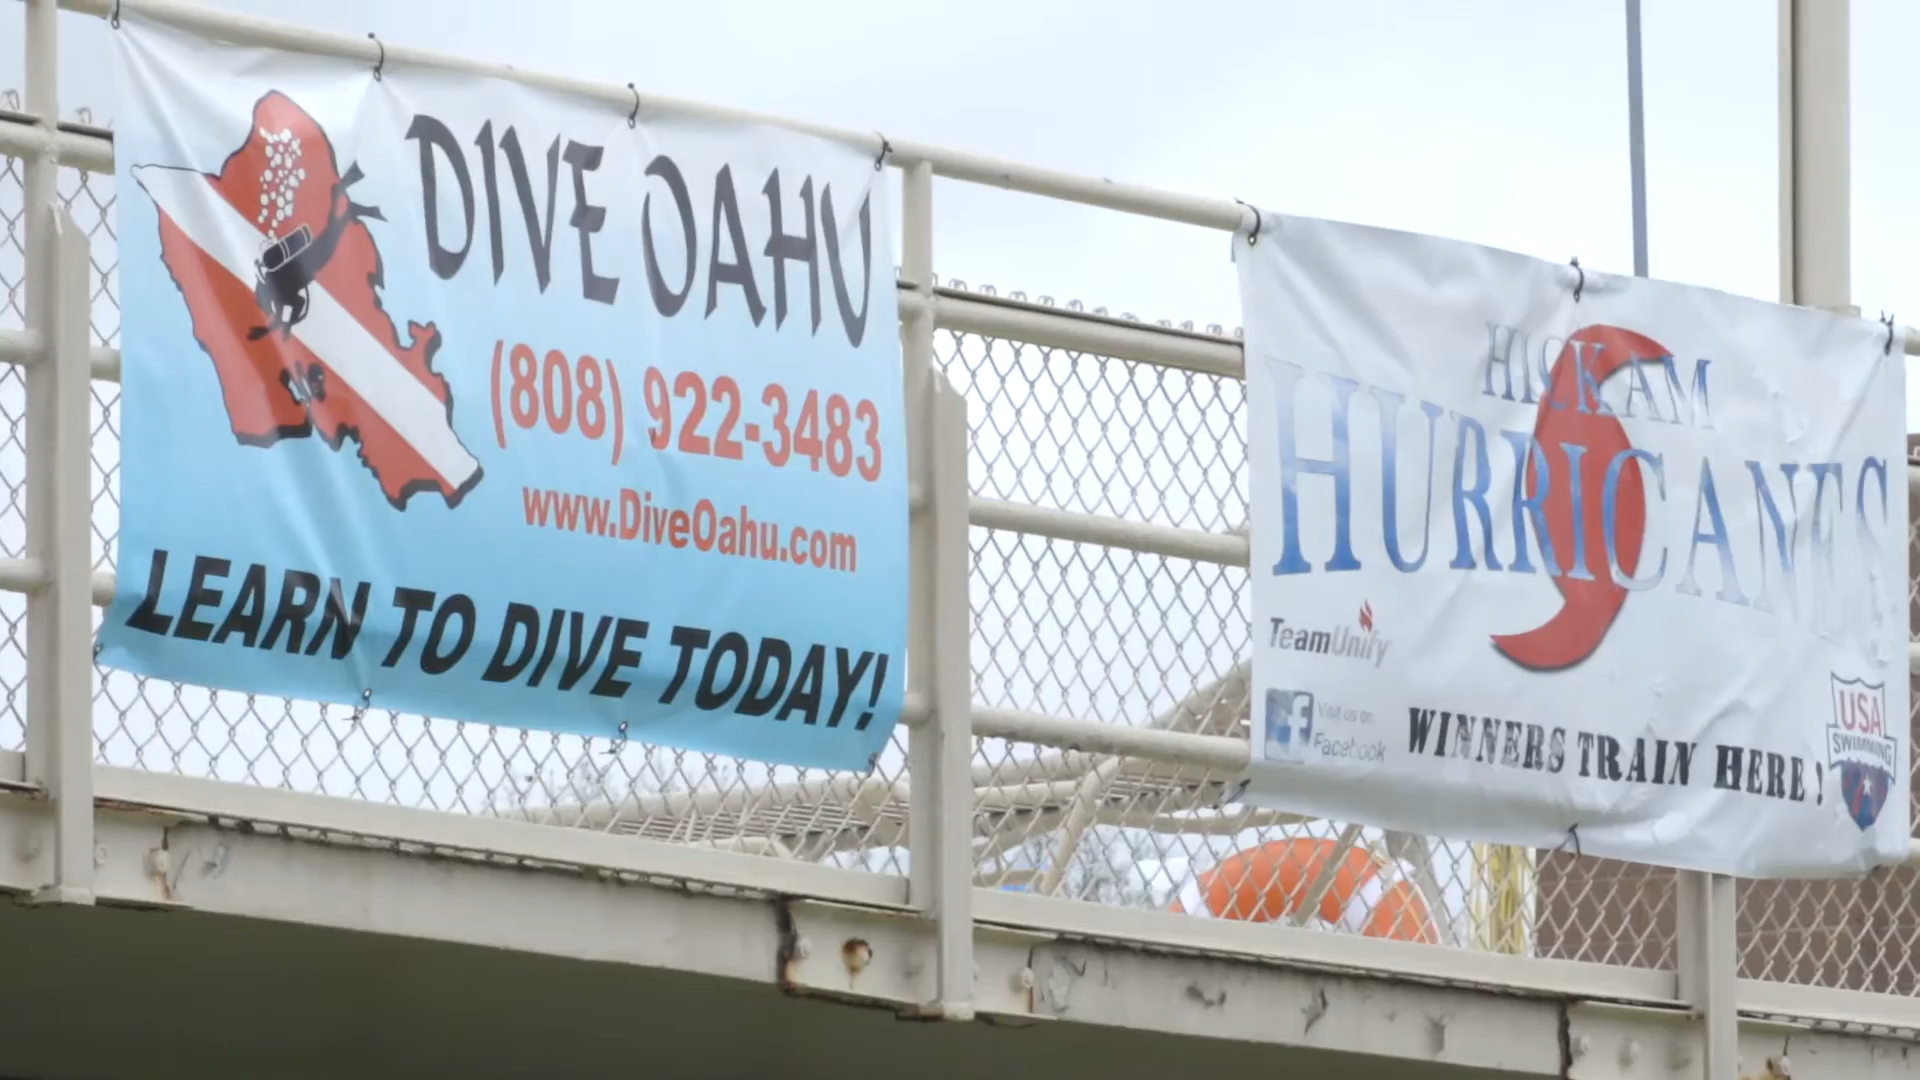 DIVE OAHU
(808) 922-3483
www.DiveOahu.com
LEARN TO DIVE TODAY!
HICKAM
HURRICANES
TeamUnify
Visit us on
Facebook
WINNERS TRAIN HERE !
USA
SWIMMING